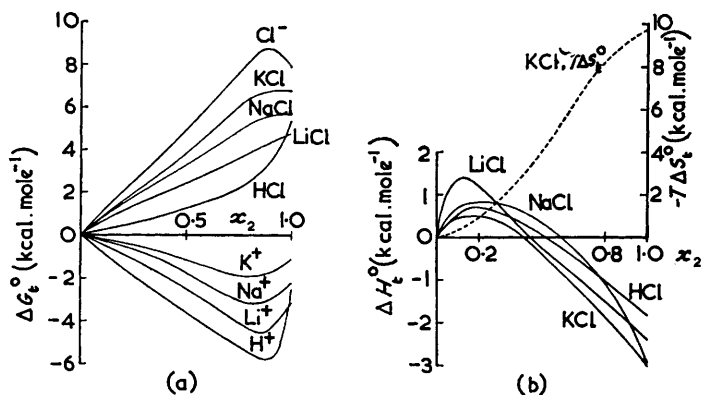 10
8
6
4
2
0
-2
-4
-6
ΔG_t° (kcal.mole⁻¹)
Cl⁻
KCl
NaCl
LiCl
HCl
0.5
x₂
1.0
K⁺
Na⁺
Li⁺
H⁺
(a)
2
1
0
-1
-2
-3
ΔH_t° (kcal.mole⁻¹)
KCl, TΔS_t°
LiCl
NaCl
HCl
KCl
0.2
0.8
1.0
x₂
10
8
6
4
2
-TΔS_t° (kcal.mole⁻¹)
(b)